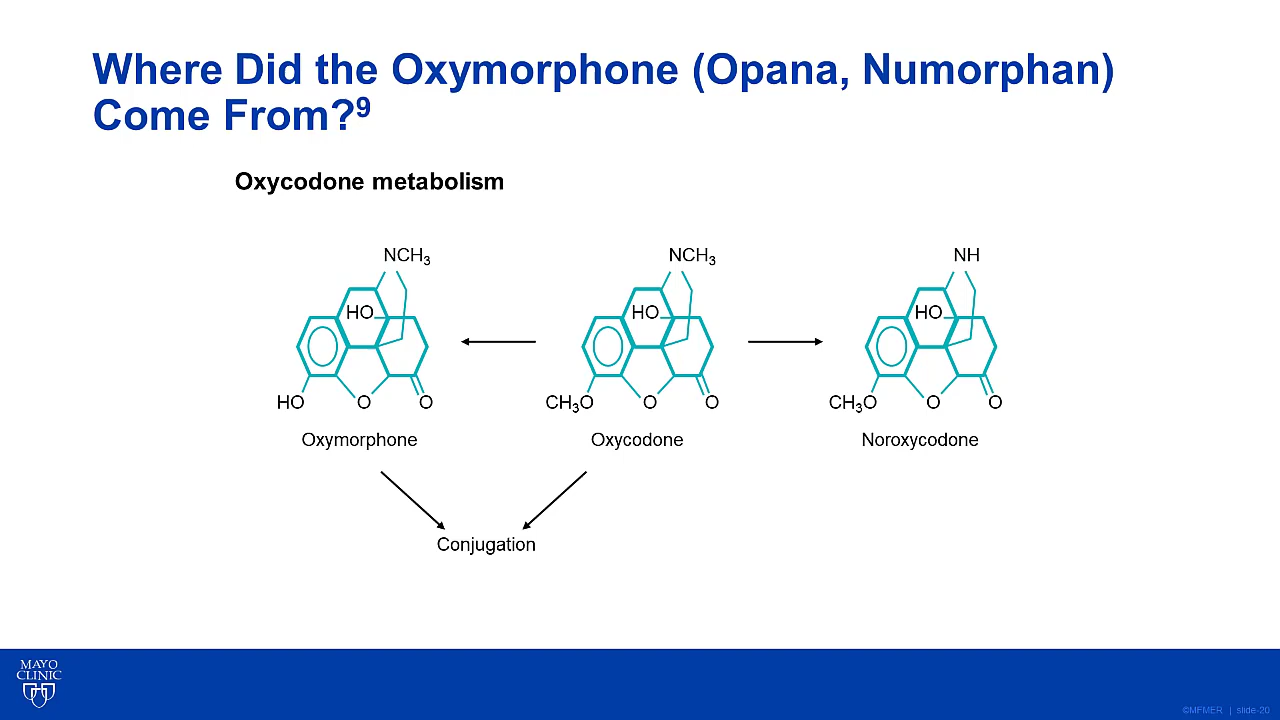 Where Did the Oxymorphone (Opana, Numorphan)
Come From?⁹
Oxycodone metabolism
NCH₃ NCH₃ NH
HO HO HO
HO O O CH₃O O O CH₃O O O
Oxymorphone Oxycodone Noroxycodone
Conjugation
MAYO
CLINIC
©MFMER | slide-20